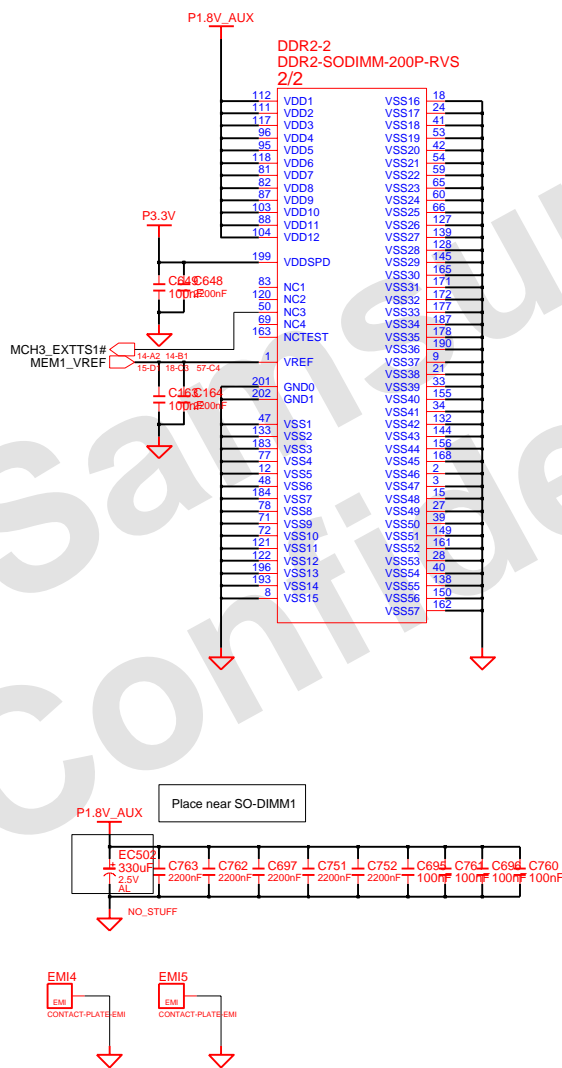 P1.8V_AUX
DDR2-2
DDR2-SODIMM-200P-RVS
2/2
112 VDD1 VSS16 18
111 VDD2 VSS17 24
117 VDD3 VSS18 41
96 VDD4 VSS19 53
95 VDD5 VSS20 42
118 VDD6 VSS21 54
81 VDD7 VSS22 59
82 VDD8 VSS23 65
87 VDD9 VSS24 60
103 VDD10 VSS25 66
88 VDD11 VSS26 127
104 VDD12 VSS27 139
VSS28 128
P3.3V
199 VDDSPD VSS29 145
VSS30 165
C649 C648
100nF 2200nF
83 NC1 VSS31 171
120 NC2 VSS32 172
50 NC3 VSS33 177
69 NC4 VSS34 187
163 NCTEST VSS35 178
MCH3_EXTTS1#
VSS36 190
14-A2 14-B1
MEM1_VREF
1 VREF VSS37 9
15-D1 18-C3 57-C4
VSS38 21
C163 C164
100nF 2200nF
201 GND0 VSS39 33
202 GND1 VSS40 155
VSS41 34
47 VSS1 VSS42 132
133 VSS2 VSS43 144
183 VSS3 VSS44 156
77 VSS4 VSS45 168
12 VSS5 VSS46 2
48 VSS6 VSS47 3
184 VSS7 VSS48 15
78 VSS8 VSS49 27
71 VSS9 VSS50 39
72 VSS10 VSS51 149
121 VSS11 VSS52 161
122 VSS12 VSS53 28
196 VSS13 VSS54 40
193 VSS14 VSS55 138
8 VSS15 VSS56 150
VSS57 162
Place near SO-DIMM1
P1.8V_AUX
EC502
330uF
2.5V
AL
NO_STUFF
C763 C762 C697 C751 C752 C695 C761 C696 C760
2200nF 2200nF 2200nF 2200nF 2200nF 100nF 100nF 100nF 100nF
EMI4 EMI5
EMI EMI
CONTACT-PLATE-EMI CONTACT-PLATE-EMI